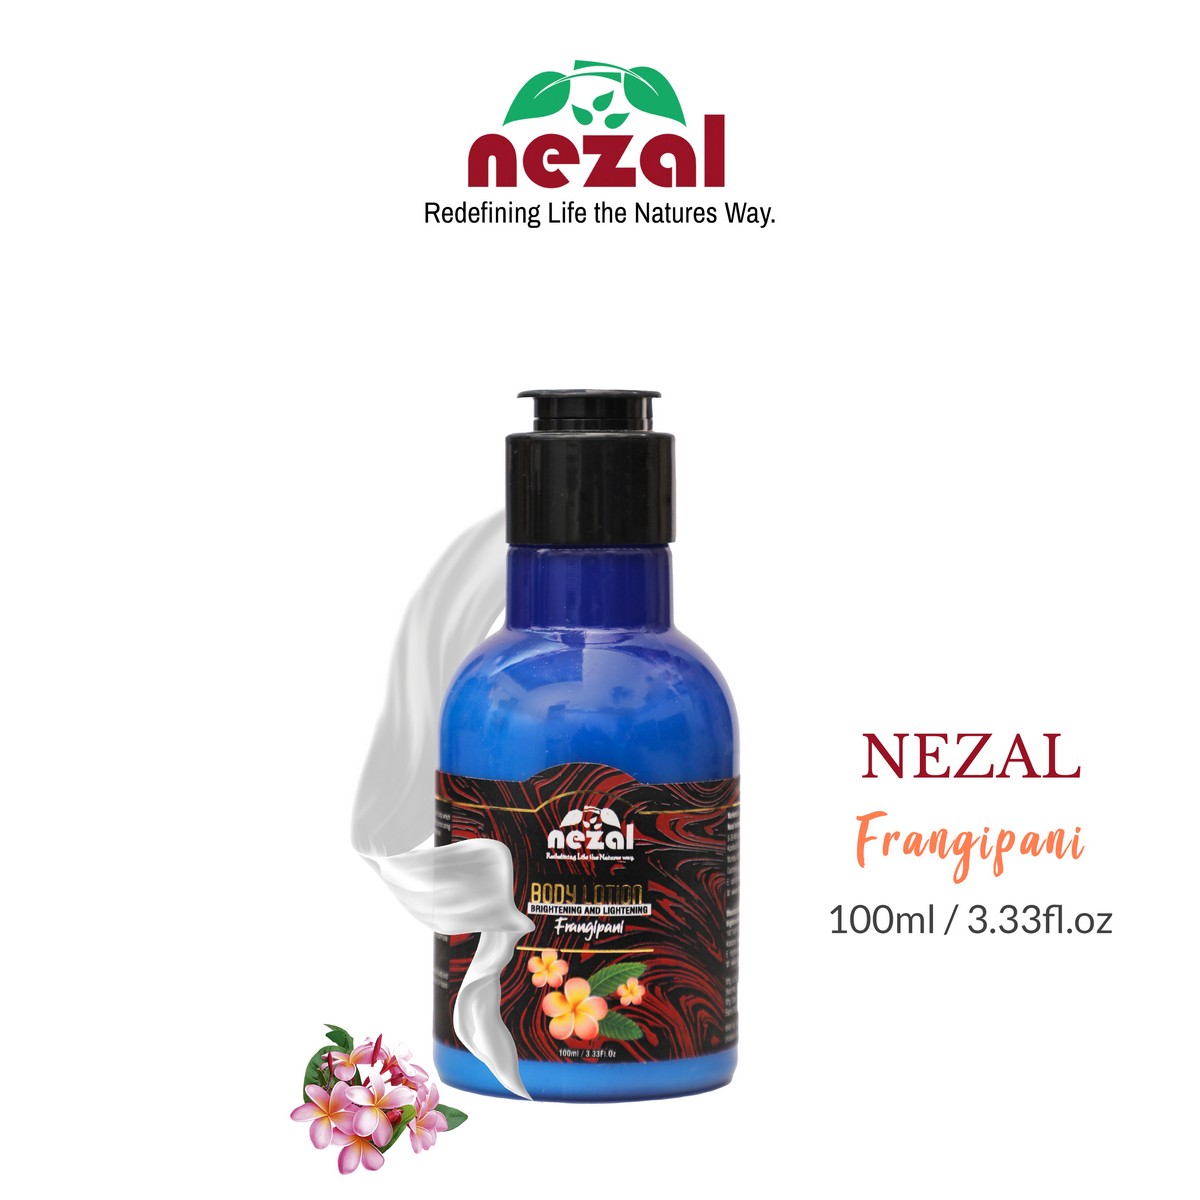 nezal
Redefining Life the Natures Way.
nezal
Redefining Life the Natures way.
BODY LOTION
BRIGHTENING AND LIGHTENING
Frangipani
100ml / 3.33Fl.Oz
NEZAL
Frangipani
100ml / 3.33fl.oz